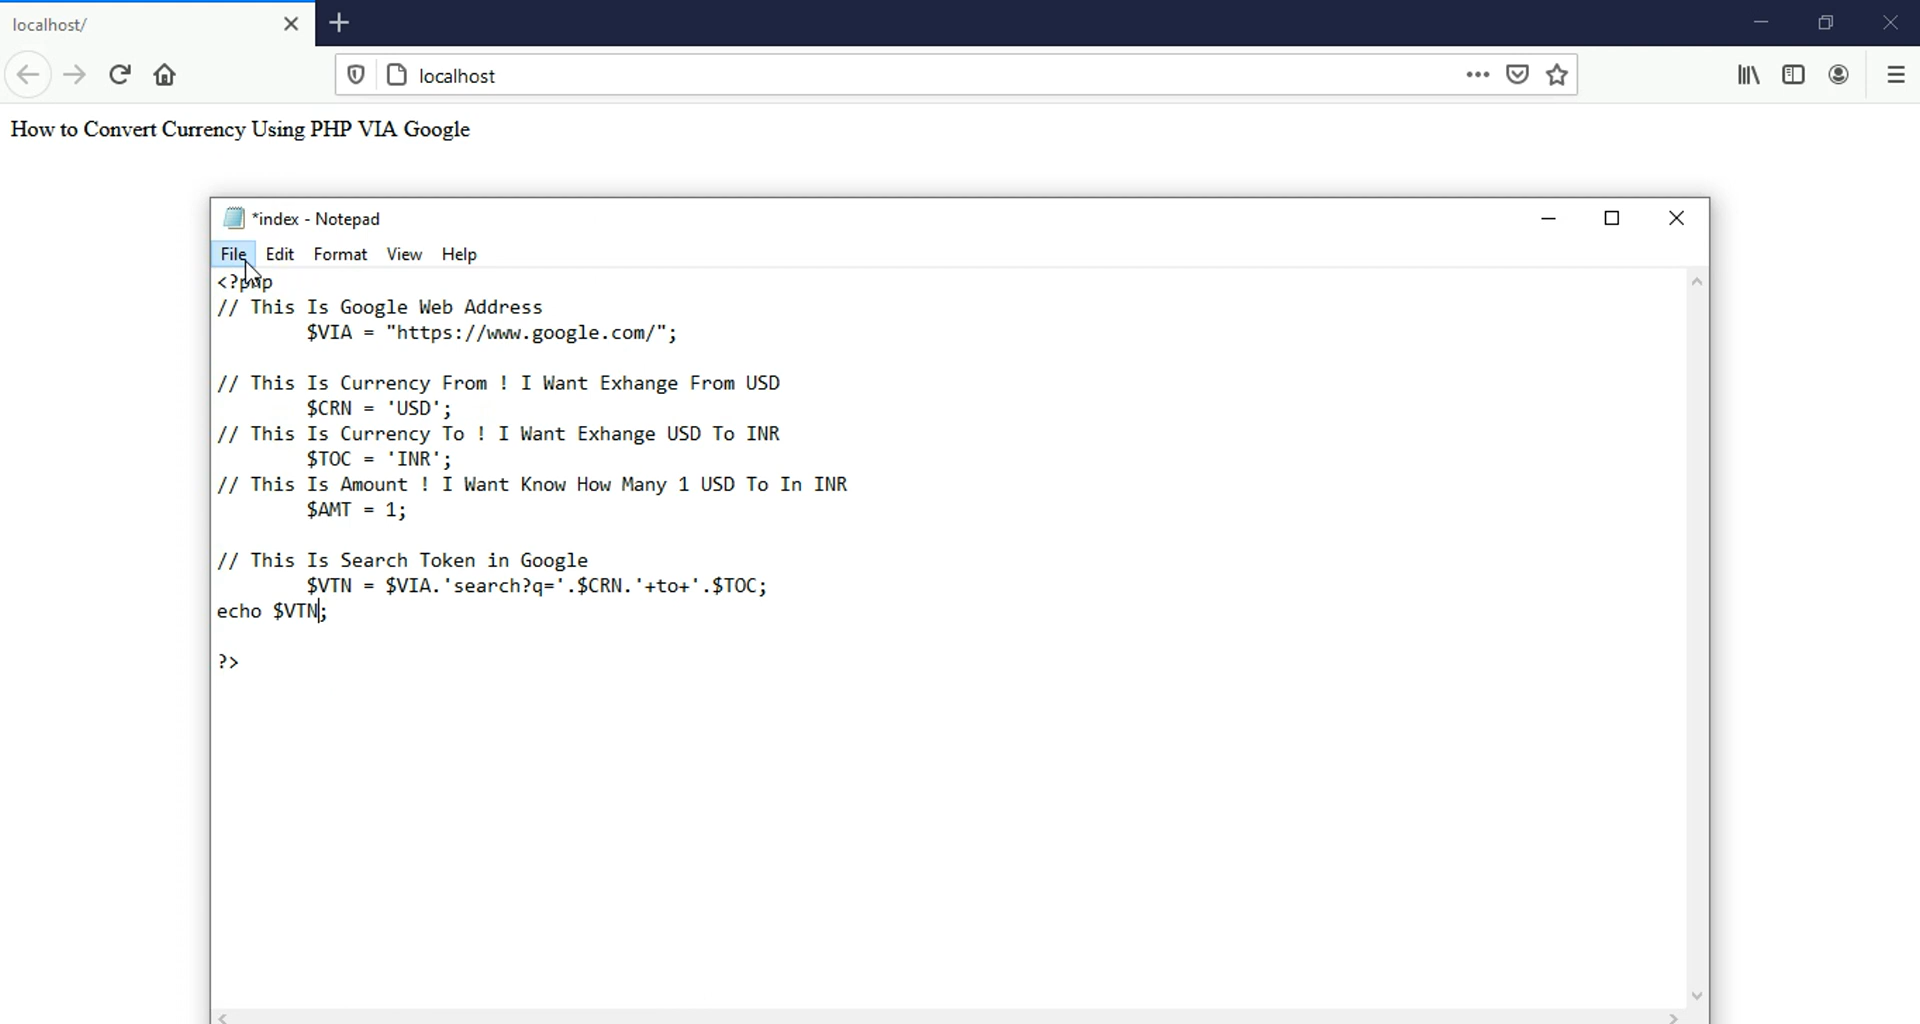 localhost/
localhost
How to Convert Currency Using PHP VIA Google
*index - Notepad
File Edit Format View Help
<?php
// This Is Google Web Address
$VIA = "https://www.google.com/";
// This Is Currency From ! I Want Exhange From USD
$CRN = 'USD';
// This Is Currency To ! I Want Exhange USD To INR
$TOC = 'INR';
// This Is Amount ! I Want Know How Many 1 USD To In INR
$AMT = 1;
// This Is Search Token in Google
$VTN = $VIA.'search?q='.$CRN.'+to+'.$TOC;
echo $VTN;
?>